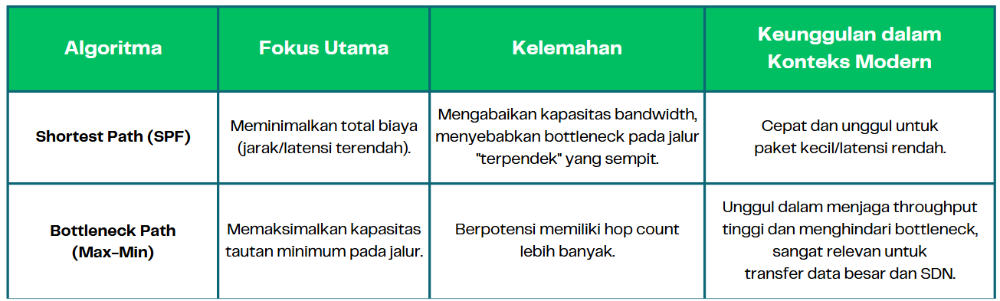 Algoritma
Fokus Utama
Kelemahan
Keunggulan dalam
Konteks Modern
Shortest Path (SPF)
Meminimalkan total biaya
(jarak/latensi terendah).
Mengabaikan kapasitas bandwidth,
menyebabkan bottleneck pada jalur
"terpendek" yang sempit.
Cepat dan unggul untuk
paket kecil/latensi rendah.
Bottleneck Path
(Max-Min)
Memaksimalkan kapasitas
tautan minimum pada jalur.
Berpotensi memiliki hop count
lebih banyak.
Unggul dalam menjaga throughput
tinggi dan menghindari bottleneck,
sangat relevan untuk
transfer data besar dan SDN.